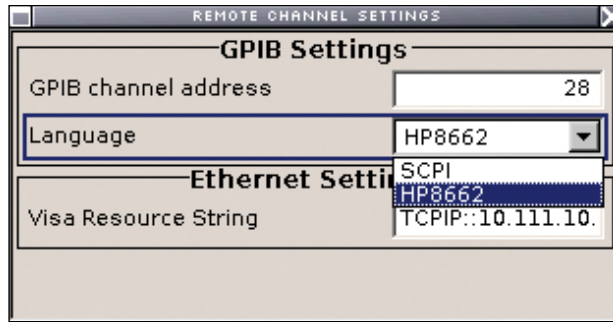 REMOTE CHANNEL SETTINGS
GPIB Settings
GPIB channel address 28
Language HP8662
SCPI
HP8662
Ethernet
Visa Resource String TCPIP::10.111.10.